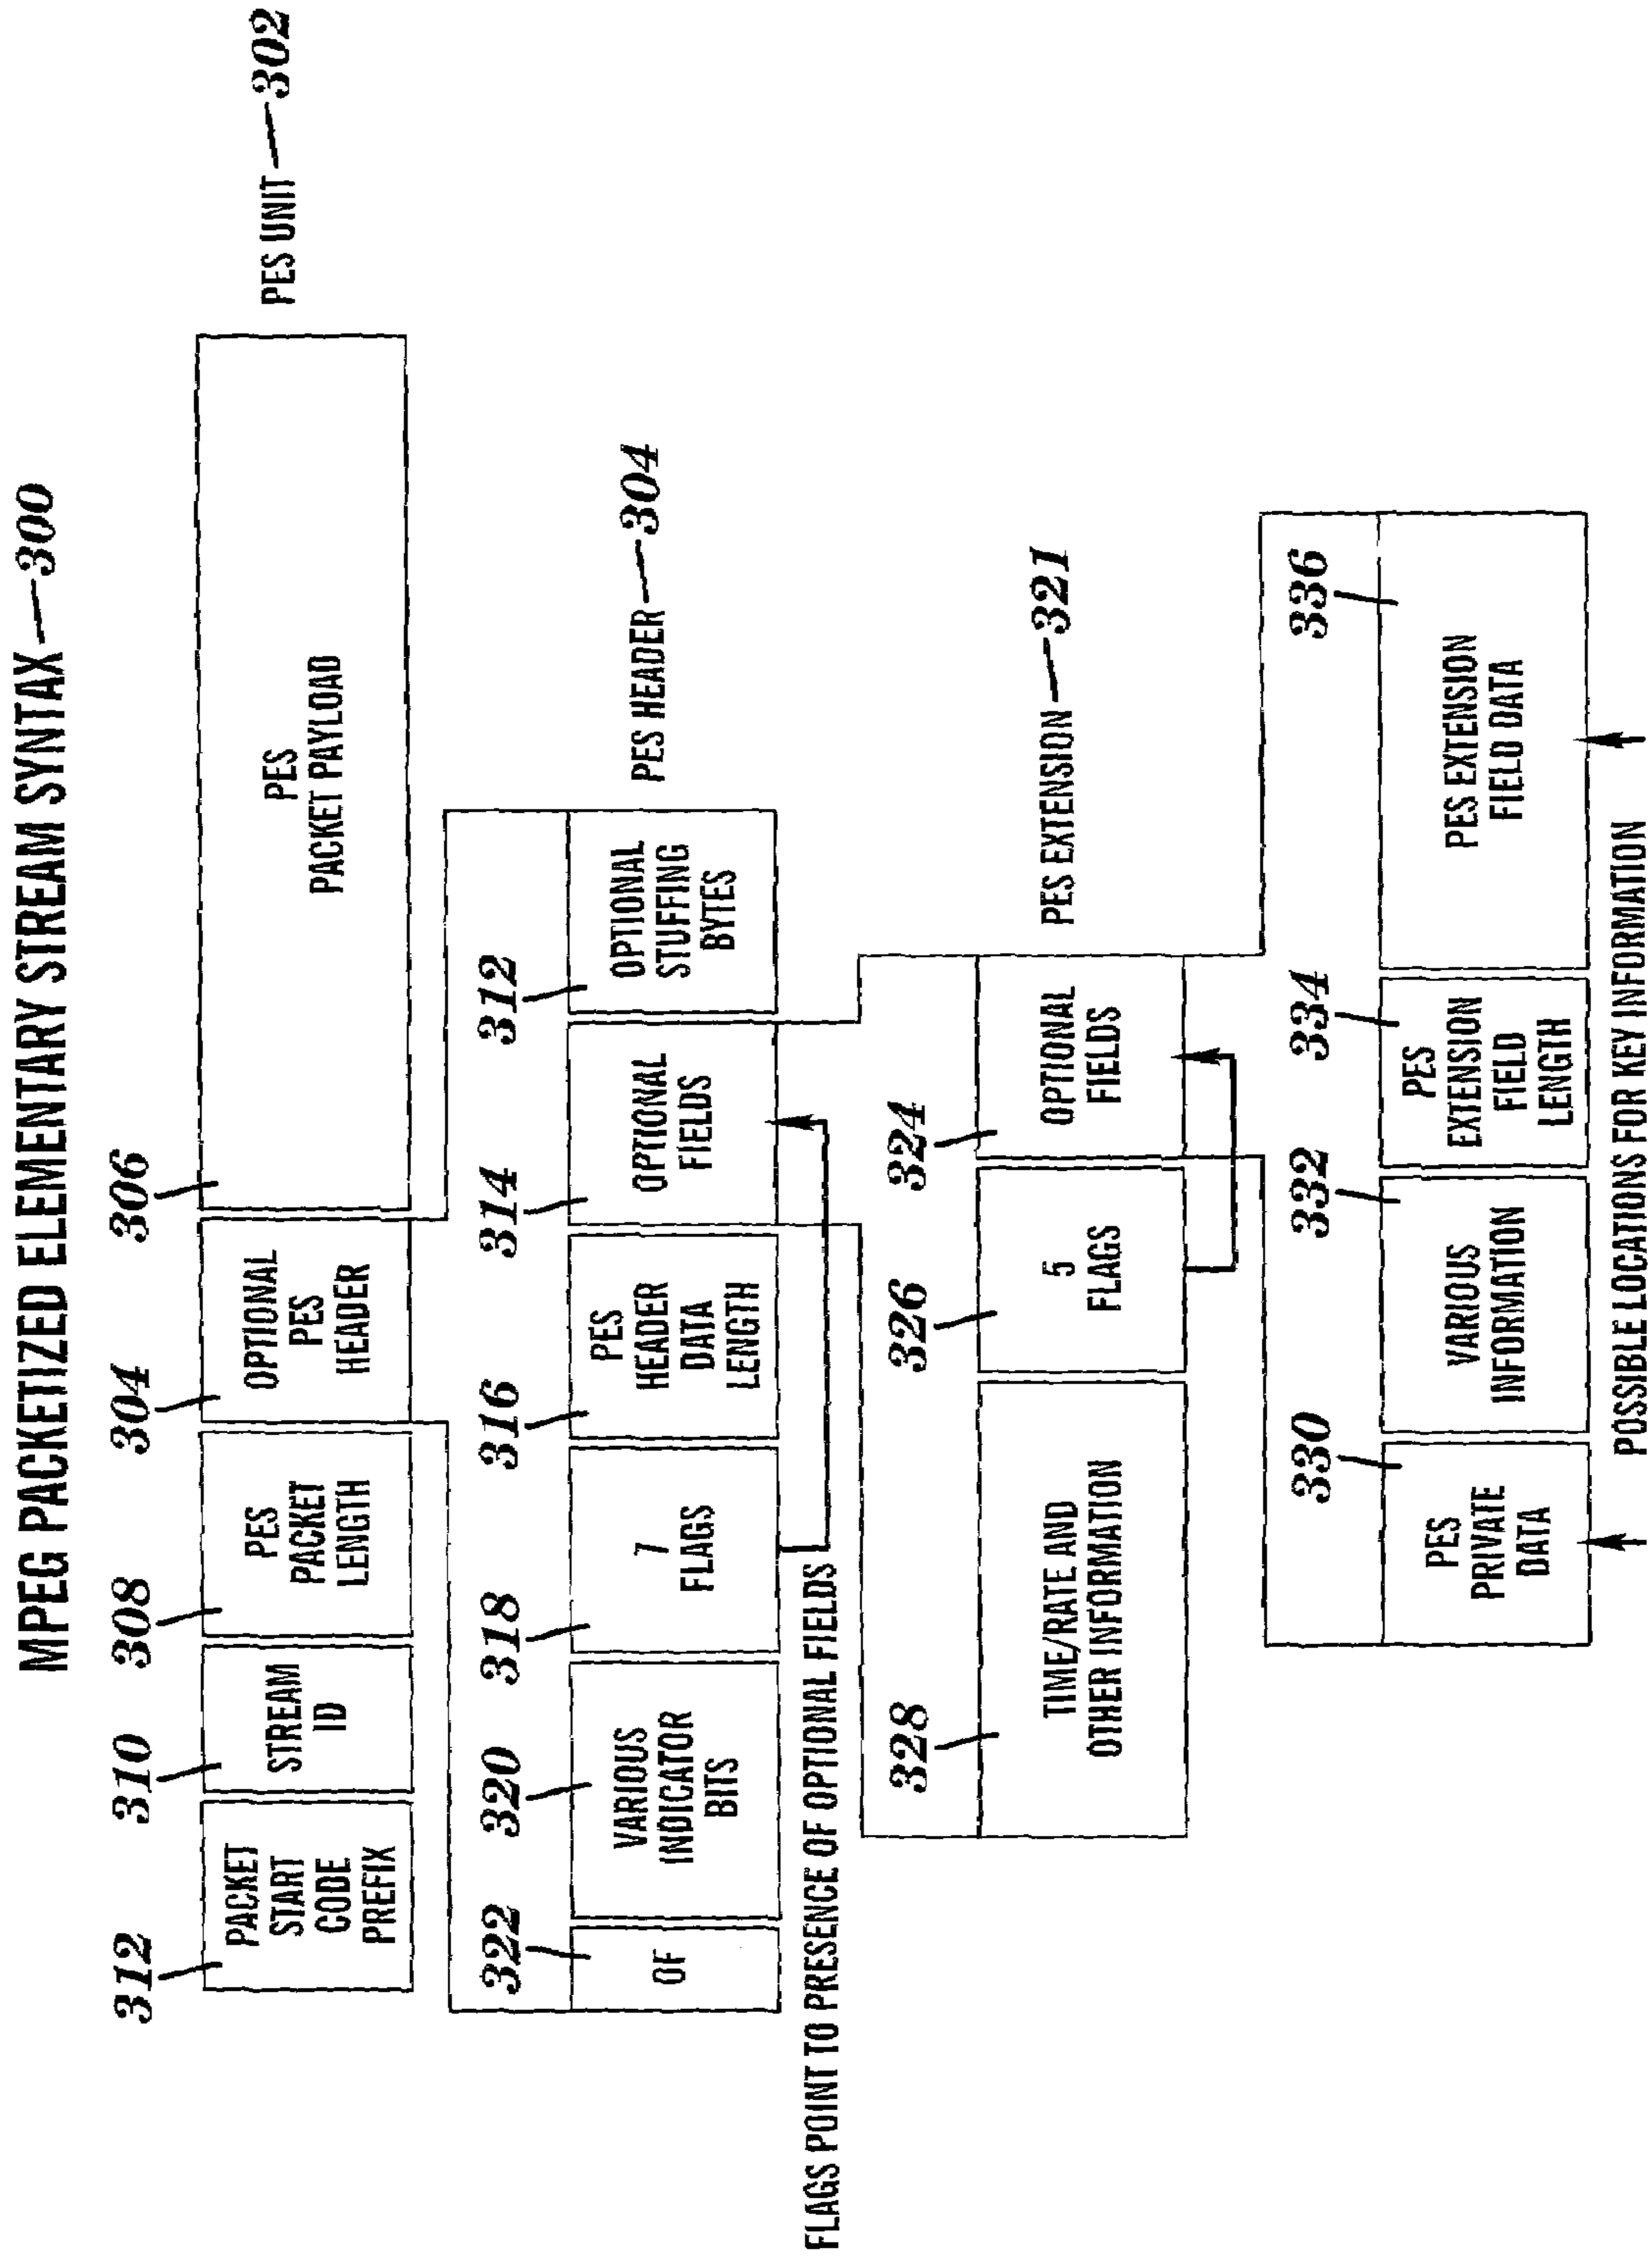 MPEG PACKETIZED ELEMENTARY STREAM SYNTAX—300
312
310
308
304
306
PACKET
START
CODE
PREFIX
STREAM
ID
PES
PACKET
LENGTH
OPTIONAL
PES
HEADER
PES
PACKET PAYLOAD
PES UNIT—302
322
320
318
316
314
312
OF
VARIOUS
INDICATOR
BITS
7
FLAGS
PES
HEADER
DATA
LENGTH
OPTIONAL
FIELDS
OPTIONAL
STUFFING
BYTES
PES HEADER—304
FLAGS POINT TO PRESENCE OF OPTIONAL FIELDS
328
326
324
TIME/RATE AND
OTHER INFORMATION
5
FLAGS
OPTIONAL
FIELDS
PES EXTENSION—321
330
332
334
336
PES
PRIVATE
DATA
VARIOUS
INFORMATION
PES
EXTENSION
FIELD
LENGTH
PES EXTENSION
FIELD DATA
POSSIBLE LOCATIONS FOR KEY INFORMATION